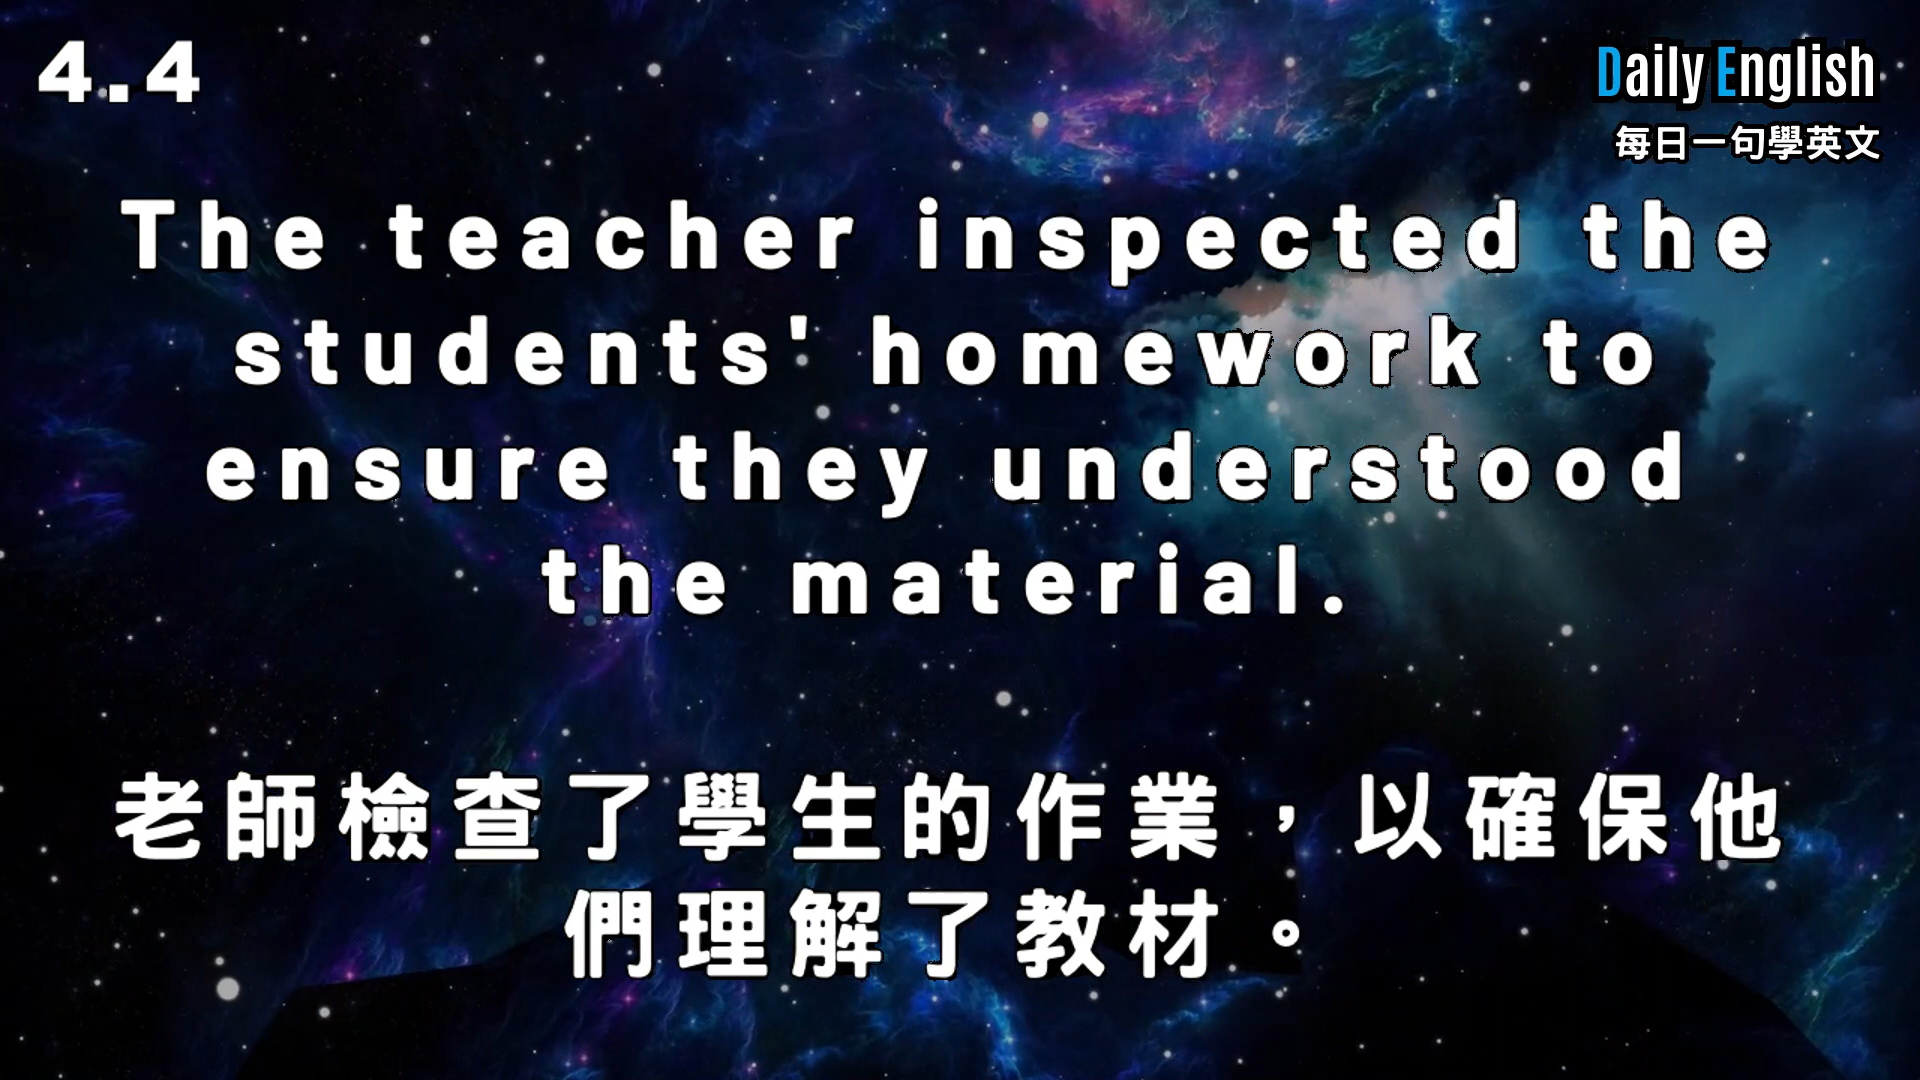 4.4
Daily English
每日一句學英文
The teacher inspected the
students' homework to
ensure they understood
the material.
老師檢查了學生的作業，以確保他
們理解了教材。